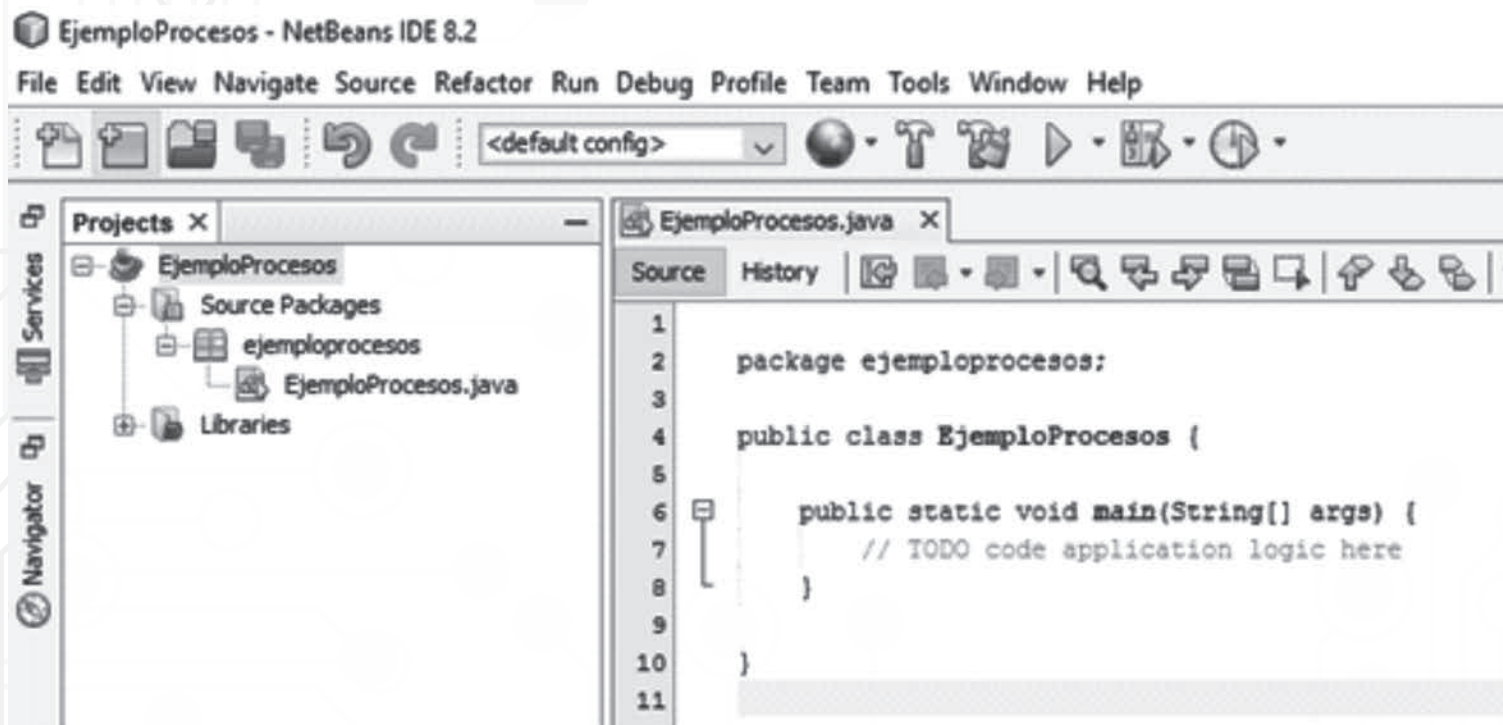 EjemploProcesos - NetBeans IDE 8.2
File Edit View Navigate Source Refactor Run Debug Profile Team Tools Window Help
<default config>
Services
Navigator
Projects
EjemploProcesos
Source Packages
ejemploprocesos
EjemploProcesos.java
Libraries
EjemploProcesos.java
Source History
1
2 package ejemploprocesos;
3
4 public class EjemploProcesos {
5
6 public static void main(String[] args) {
7 // TODO code application logic here
8 }
9
10 }
11